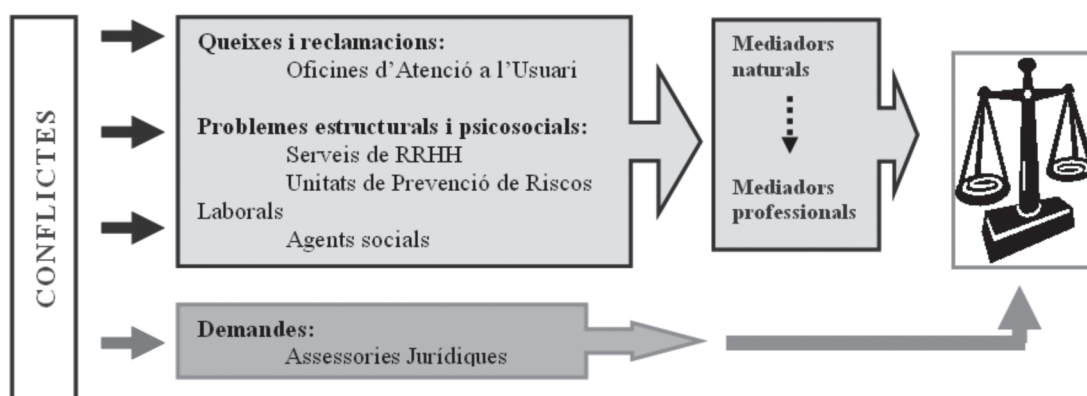 CONFLICTES
Queixes i reclamacions:
Oficines d’Atenció a l’Usuari
Problemes estructurals i psicosocials:
Serveis de RRHH
Unitats de Prevenció de Riscos
Laborals
Agents socials
Mediadors
naturals
Mediadors
professionals
Demandes:
Assessories Jurídiques